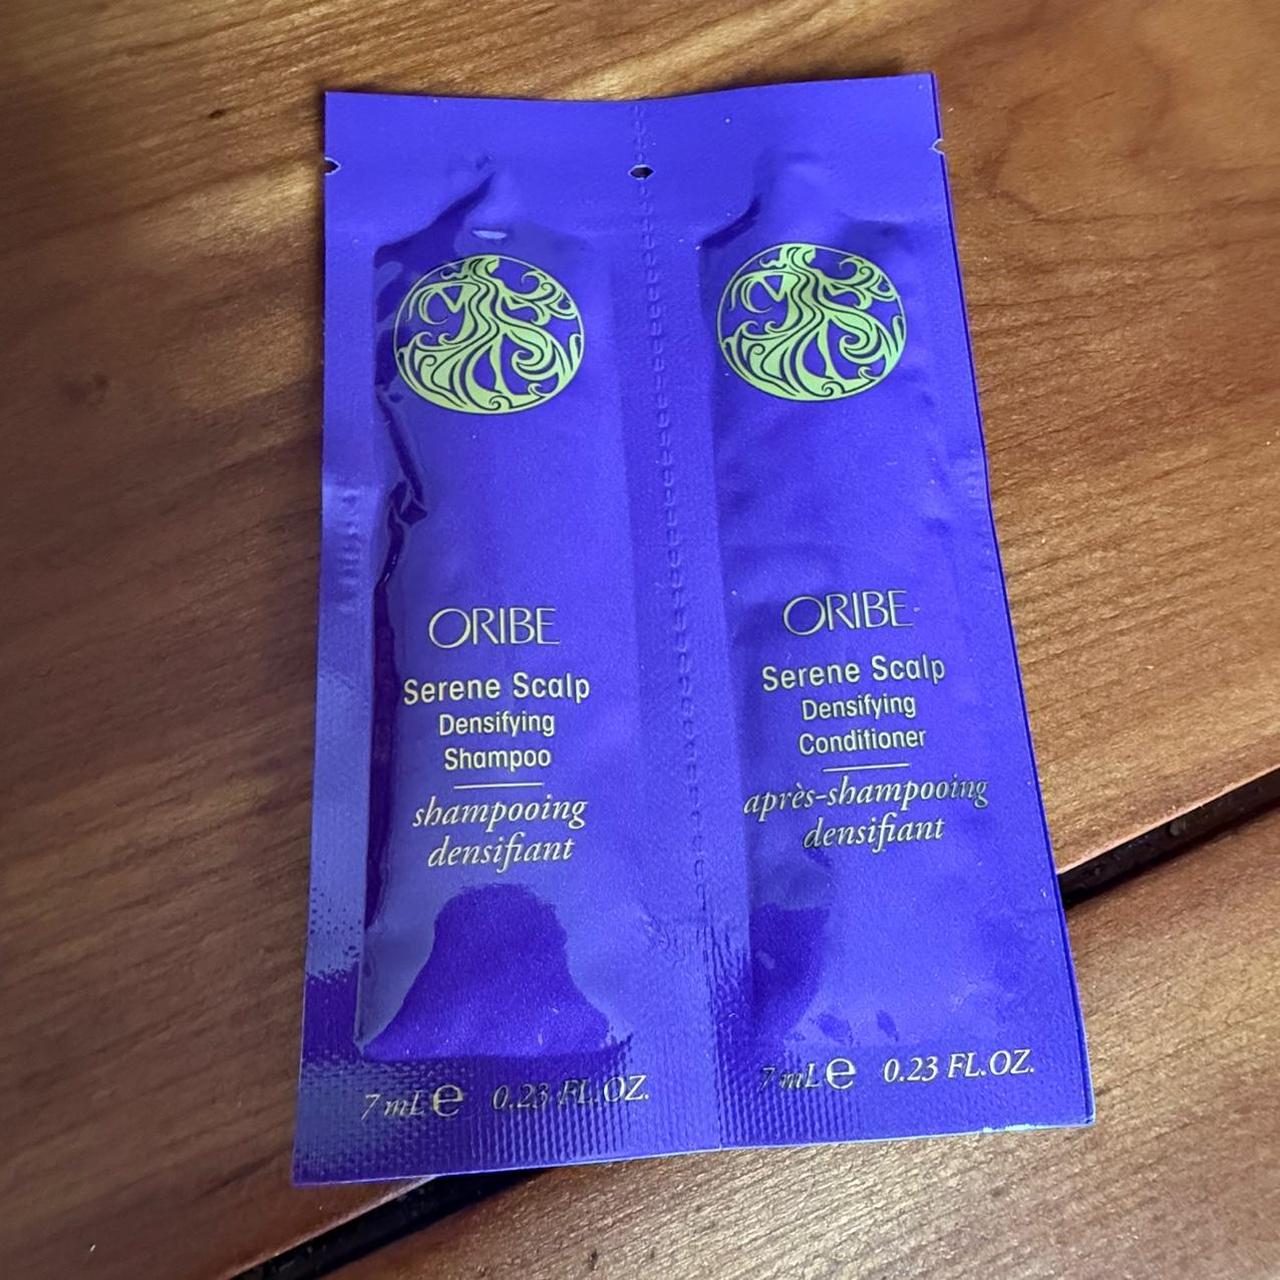 ORIBE
Serene Scalp
Densifying
Shampoo
shampooing
densifiant
7 mL e 0.23 FL.OZ.
ORIBE
Serene Scalp
Densifying
Conditioner
après-shampooing
densifiant
7 mL e 0.23 FL.OZ.